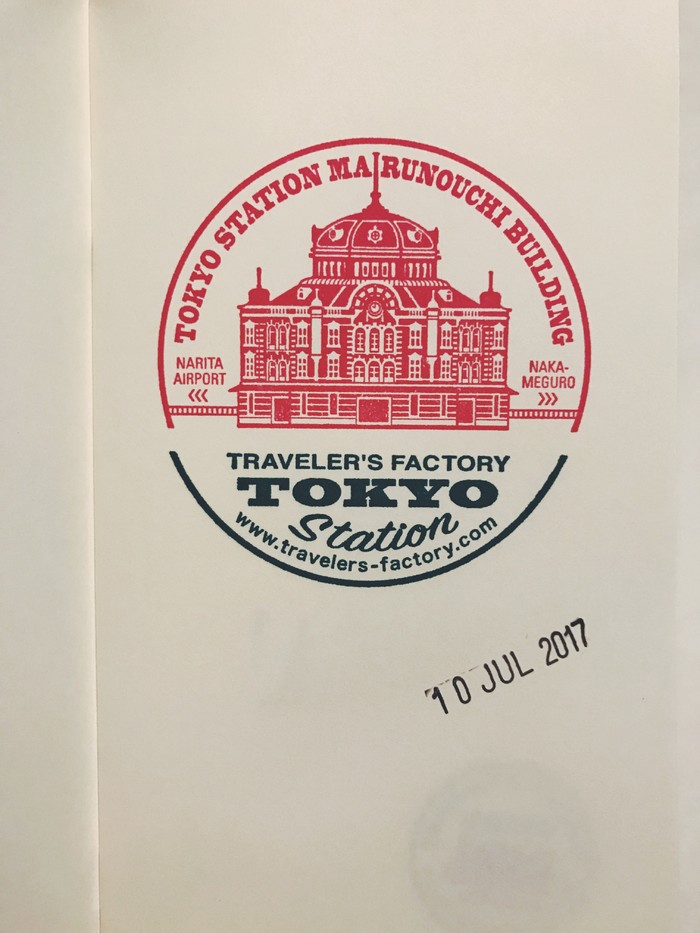 TOKYO STATION MARUNOUCHI BUILDING
NARITA
AIRPORT
<<<
NAKA-
MEGURO
>>>
TRAVELER'S FACTORY
TOKYO
Station
www.travelers-factory.com
10 JUL 2017